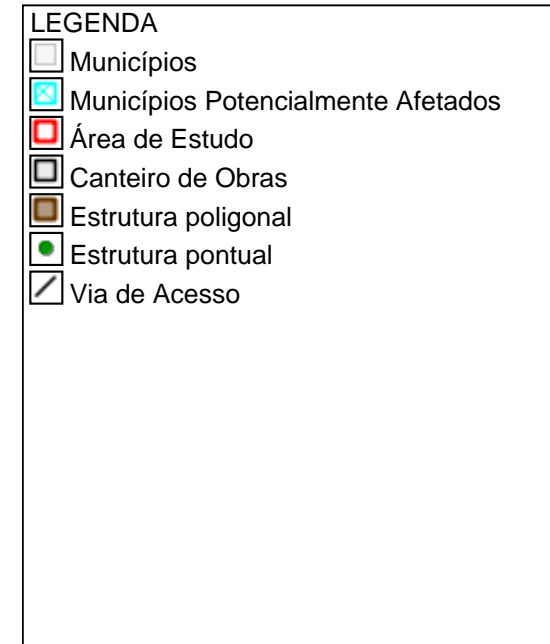 LEGENDA
Municípios
Municípios Potencialmente Afetados
Área de Estudo
Canteiro de Obras
Estrutura poligonal
Estrutura pontual
Via de Acesso